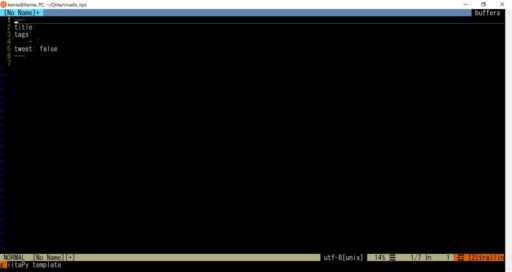 kenta@Kenta_PC: ~/Qiita/vivado_tips
[No Name]+ buffers
1 ---
2 title:
3 tags:
4     - :
5 tweet: false
6 ---
7
NORMAL [No Name][+] utf-8[unix] 14% ☰ 1/7 ln : 1 ☰ [2]trailin
iitaPy template